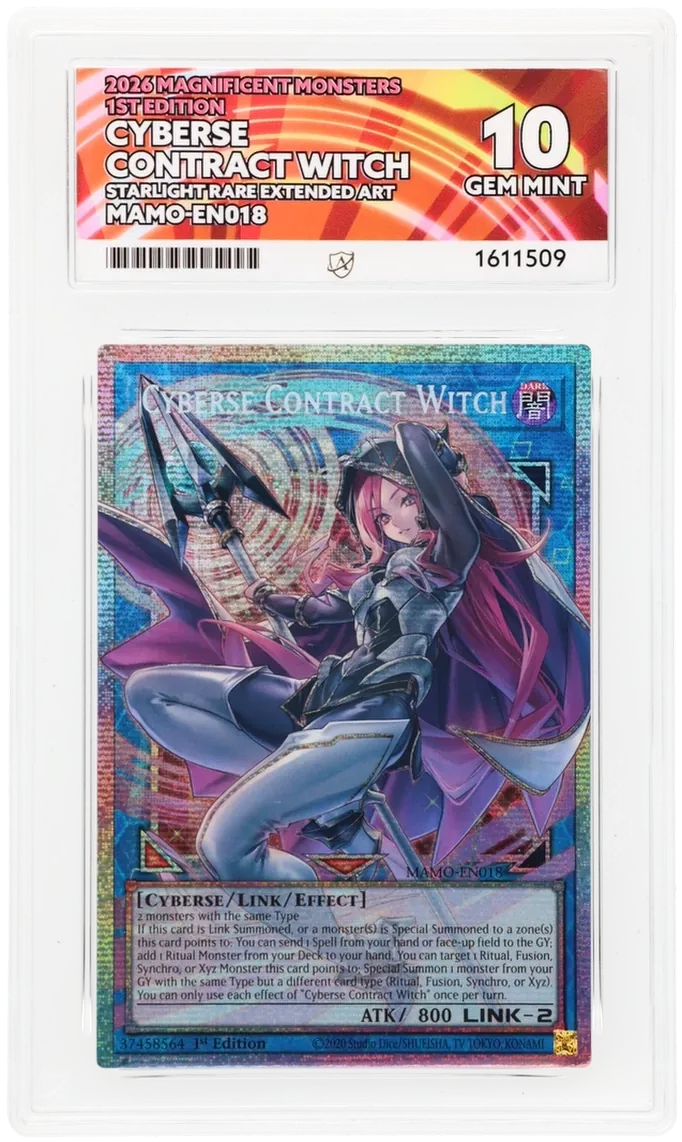 2026 MAGNIFICENT MONSTERS
1ST EDITION
CYBERSE
CONTRACT WITCH
STARLIGHT RARE EXTENDED ART
MAMO-EN018
10
GEM MINT
1611509
CYBERSE CONTRACT WITCH
DARK
闇
MAMO-EN018
[CYBERSE/LINK/EFFECT]
2 monsters with the same Type
If this card is Link Summoned, or a monster(s) is Special Summoned to a zone(s)
this card points to: You can send 1 Spell from your hand or face-up field to the GY;
add 1 Ritual Monster from your Deck to your hand. You can target 1 Ritual, Fusion,
Synchro, or Xyz Monster this card points to; Special Summon 1 monster from your
GY with the same Type but a different card type (Ritual, Fusion, Synchro, or Xyz).
You can only use each effect of "Cyberse Contract Witch" once per turn.
ATK/ 800 LINK-2
37458564 1st Edition
©2020 Studio Dice/SHUEISHA, TV TOKYO, KONAMI